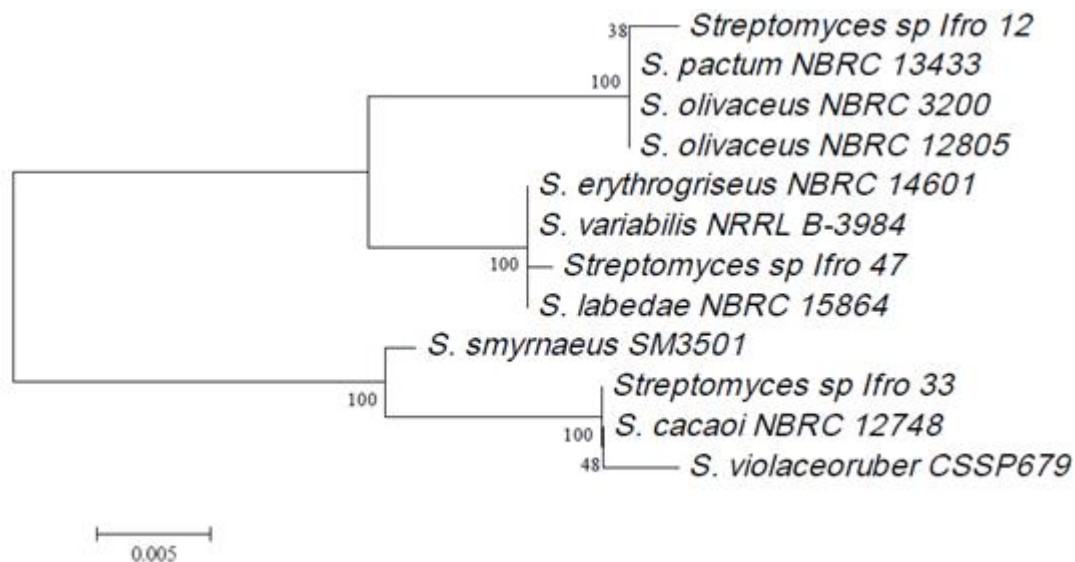 38 Streptomyces sp Ifro 12
S. pactum NBRC 13433
100
S. olivaceus NBRC 3200
S. olivaceus NBRC 12805
S. erythrogriseus NBRC 14601
S. variabilis NRRL B-3984
100 Streptomyces sp Ifro 47
S. labedae NBRC 15864
S. smyrnaeus SM3501
100 Streptomyces sp Ifro 33
100 S. cacaoi NBRC 12748
48 S. violaceoruber CSSP679
0.005